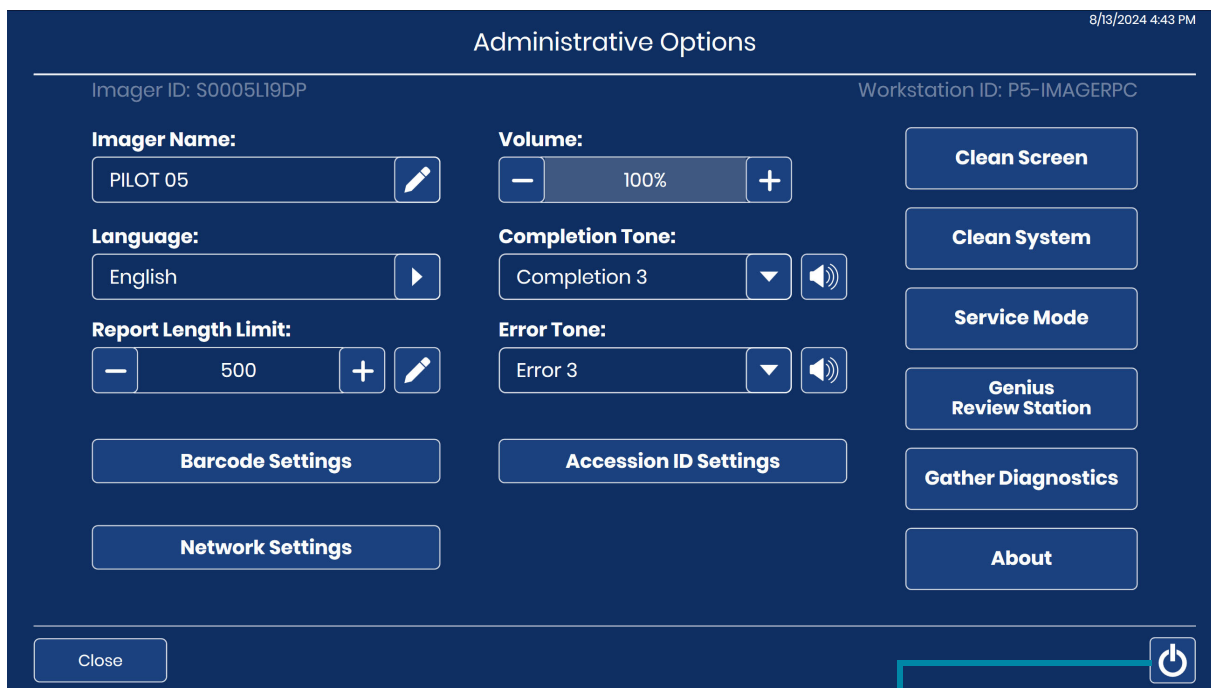 8/13/2024 4:43 PM
Administrative Options
Imager ID: S0005L19DP
Workstation ID: P5-IMAGERPC
Imager Name:
PILOT 05
Volume:
100%
Clean Screen
Language:
English
Completion Tone:
Completion 3
Clean System
Report Length Limit:
500
Error Tone:
Error 3
Service Mode
Genius
Review Station
Barcode Settings
Accession ID Settings
Gather Diagnostics
Network Settings
About
Close